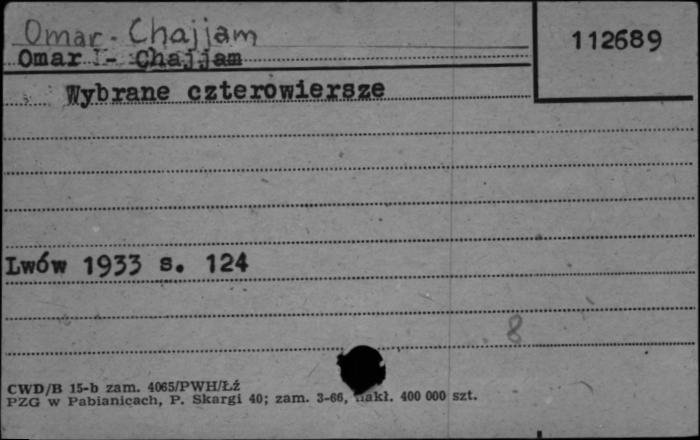 Omar - Chajjam
112689
Omar - Chajjam
Wybrane czterowiersze
Lwów 1933 s. 124
8
CWD/B 15-b zam. 4065/PWH/Łź
PZG w Pabianicach, P. Skargi 40; zam. 3-66, nakł. 400 000 szt.